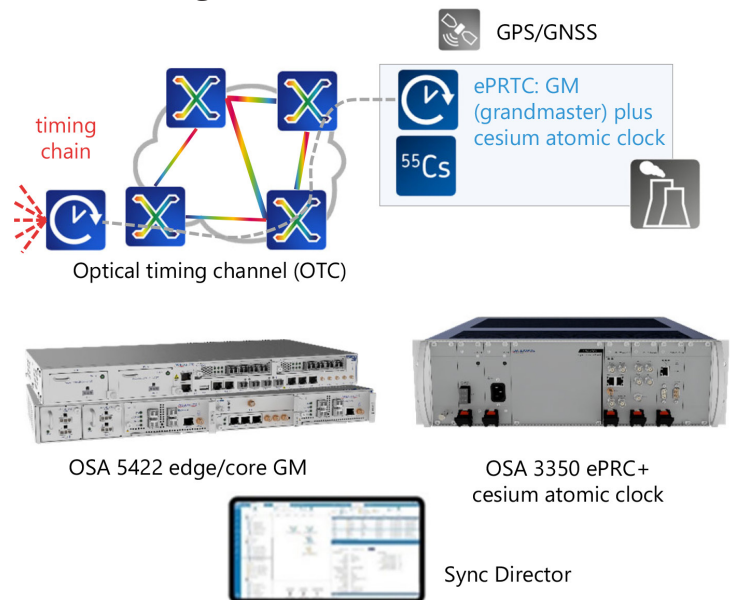 GPS/GNSS
ePRTC: GM
(grandmaster) plus
cesium atomic clock
timing
chain
55Cs
Optical timing channel (OTC)
OSA 5422 edge/core GM
OSA 3350 ePRC+
cesium atomic clock
Sync Director